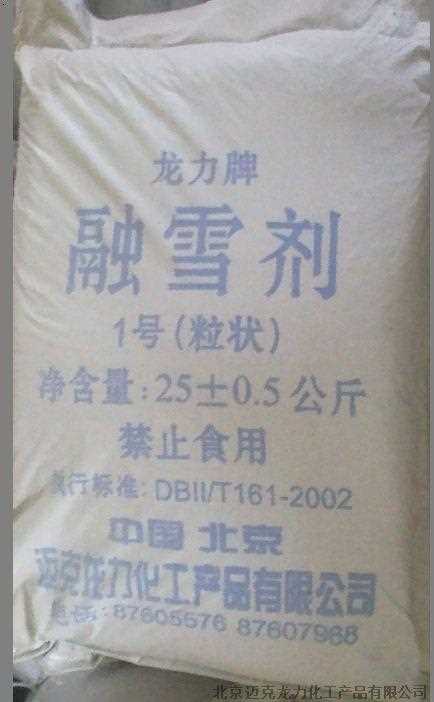 龙力牌
融雪剂
1号(粒状)
净含量:25±0.5公斤
禁止食用
执行标准:DBII/T161-2002
中国 北京
迈克龙力化工产品有限公司
电话:87605576 87607968
北京迈克龙力化工产品有限公司